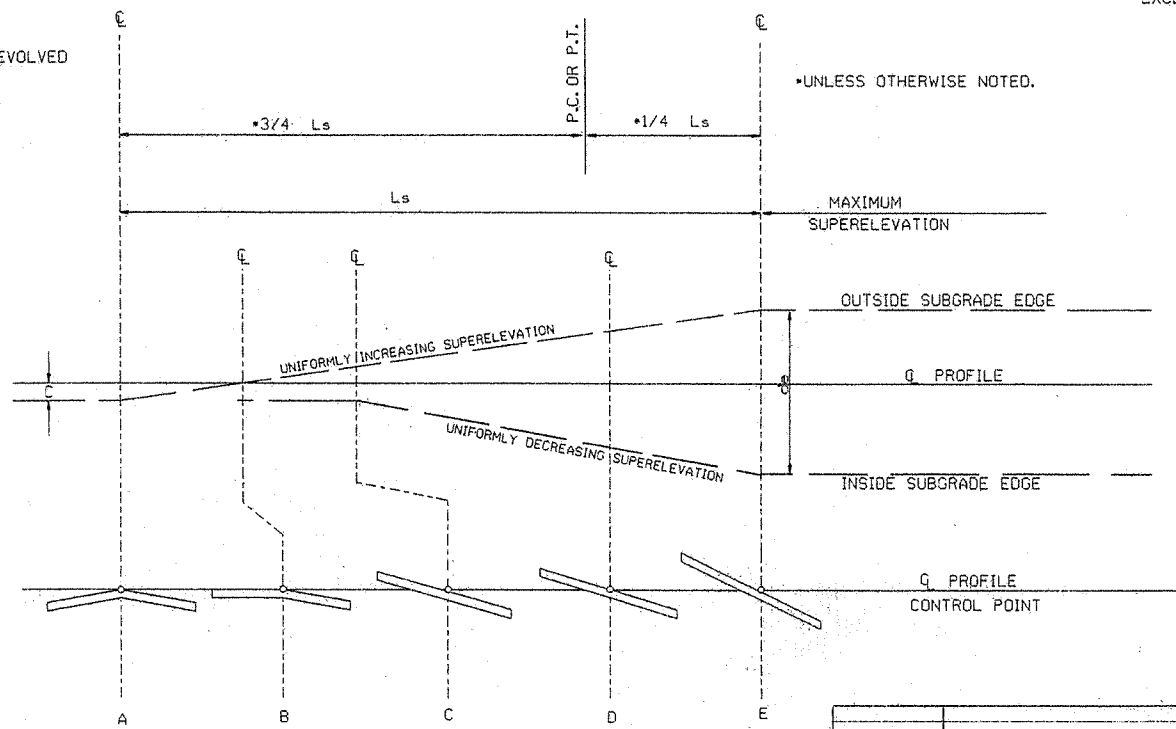 EVOLVED
℄
℄
P.C. OR P.T.
*UNLESS OTHERWISE NOTED.
*3/4 Ls
*1/4 Ls
Ls
MAXIMUM
SUPERELEVATION
℄
℄
℄
OUTSIDE SUBGRADE EDGE
UNIFORMLY INCREASING SUPERELEVATION
C
℄ PROFILE
UNIFORMLY DECREASING SUPERELEVATION
INSIDE SUBGRADE EDGE
℄ PROFILE
CONTROL POINT
A
B
C
D
E